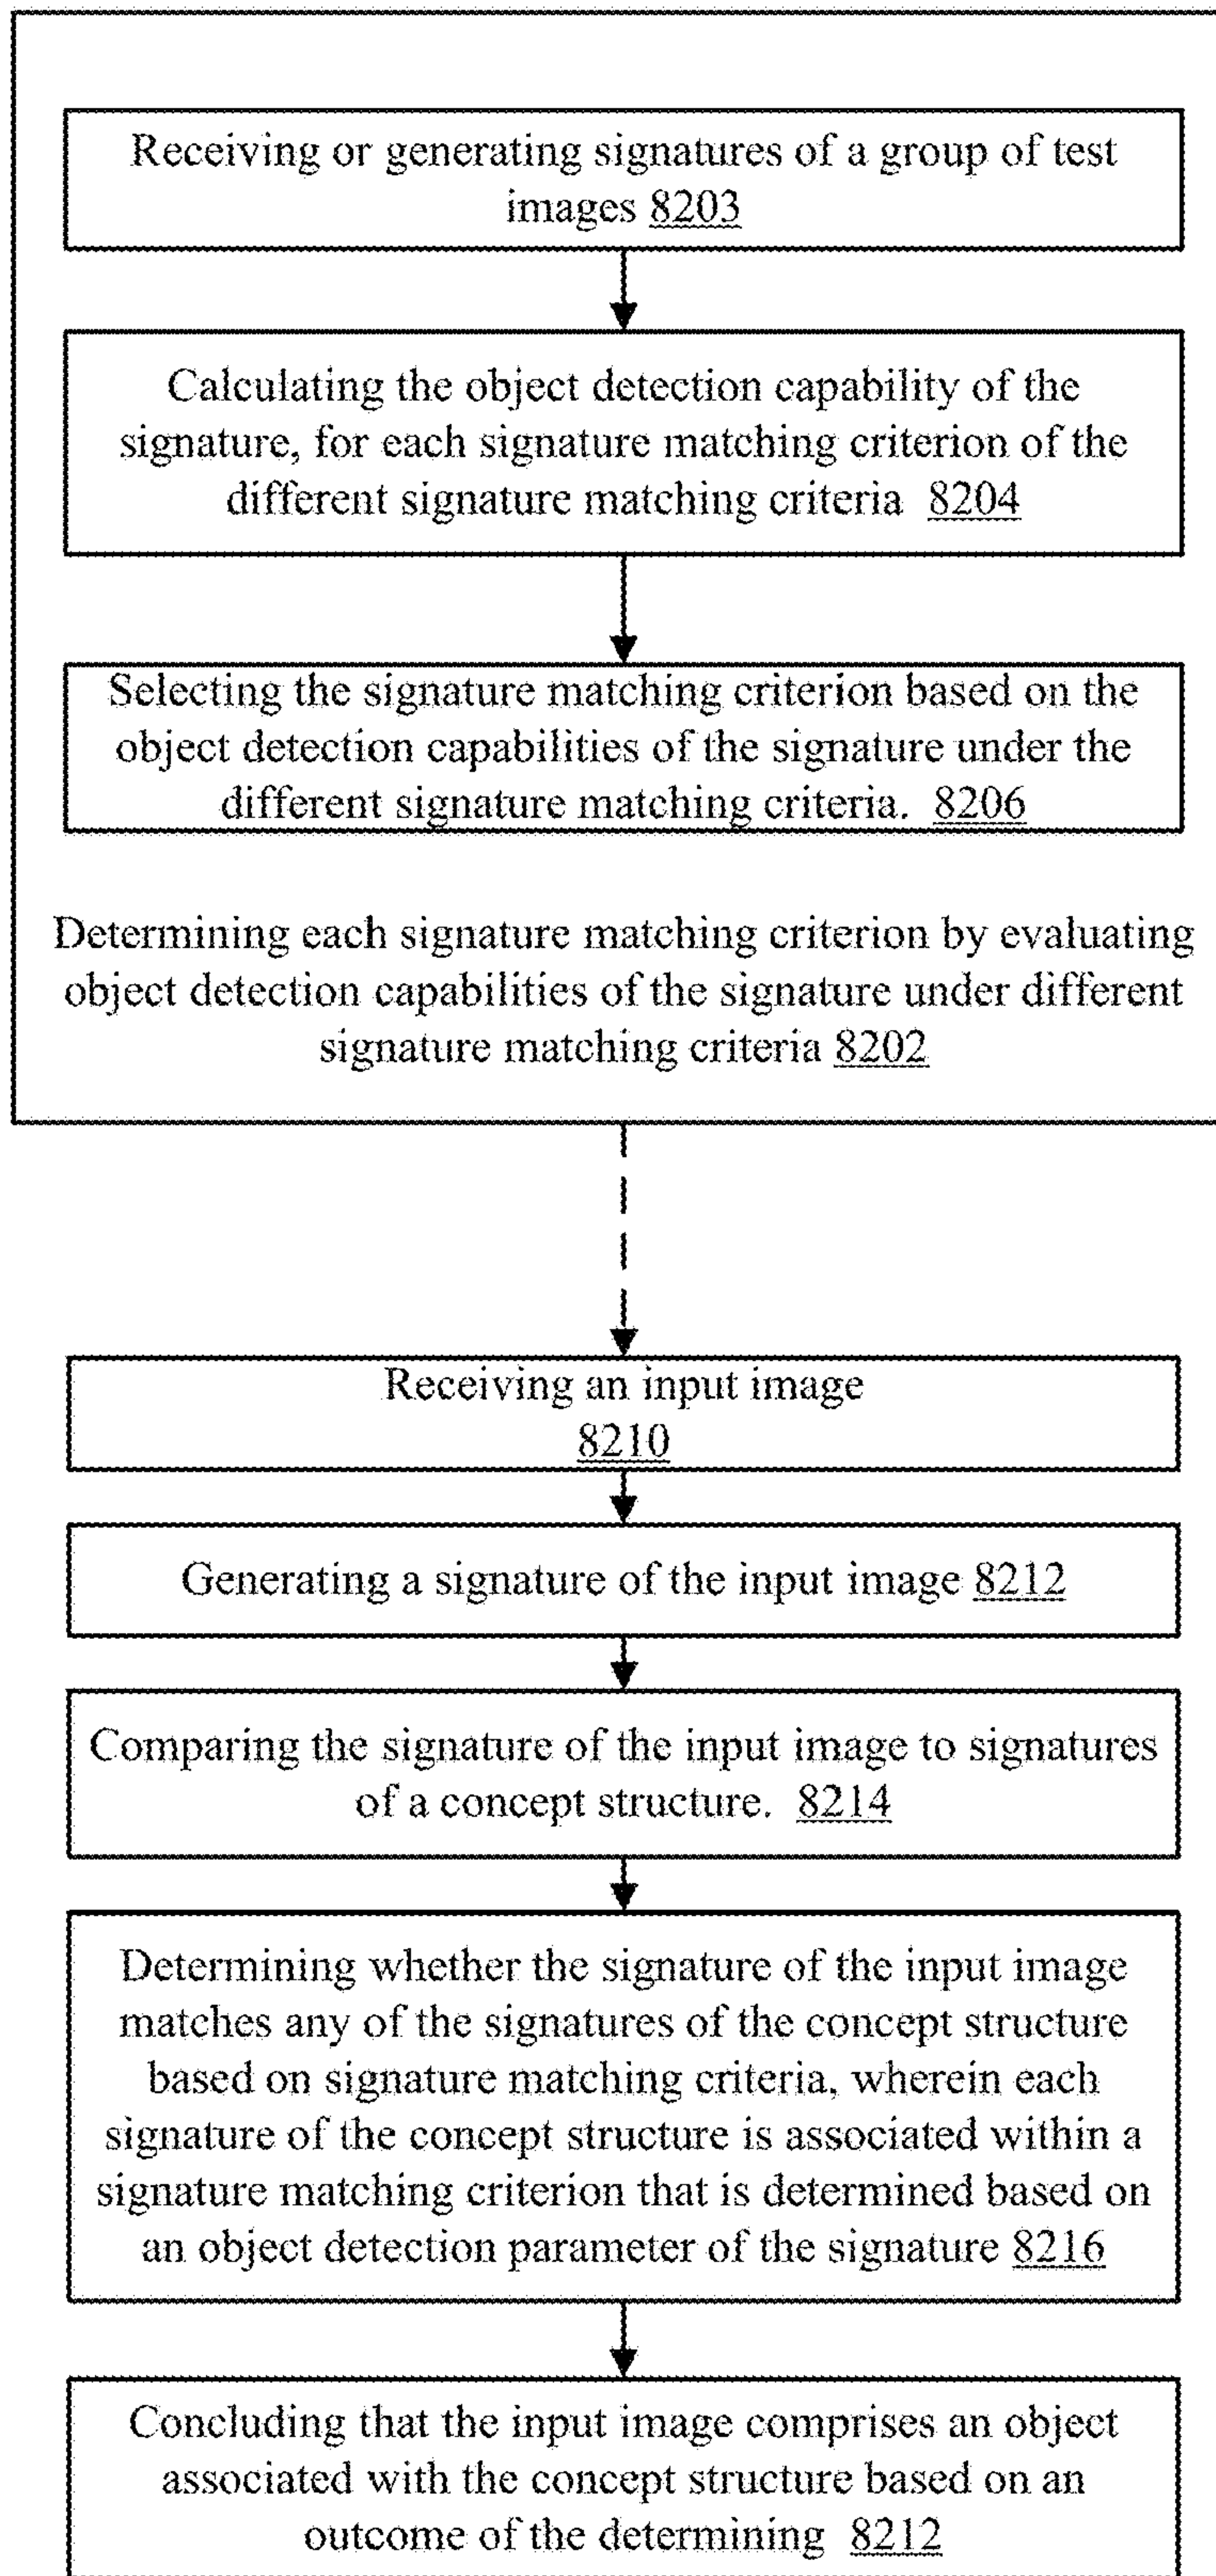 Receiving or generating signatures of a group of test
images 8203
Calculating the object detection capability of the
signature, for each signature matching criterion of the
different signature matching criteria 8204
Selecting the signature matching criterion based on the
object detection capabilities of the signature under the
different signature matching criteria. 8206
Determining each signature matching criterion by evaluating
object detection capabilities of the signature under different
signature matching criteria 8202
Receiving an input image
8210
Generating a signature of the input image 8212
Comparing the signature of the input image to signatures
of a concept structure. 8214
Determining whether the signature of the input image
matches any of the signatures of the concept structure
based on signature matching criteria, wherein each
signature of the concept structure is associated within a
signature matching criterion that is determined based on
an object detection parameter of the signature 8216
Concluding that the input image comprises an object
associated with the concept structure based on an
outcome of the determining 8212